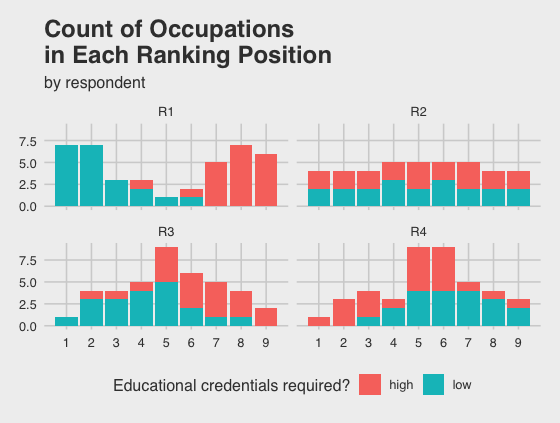 Count of Occupations
in Each Ranking Position
by respondent
R1 R2
7.5
5.0
2.5
0.0
R3 R4
7.5
5.0
2.5
0.0
1 2 3 4 5 6 7 8 9 1 2 3 4 5 6 7 8 9
Educational credentials required? high low